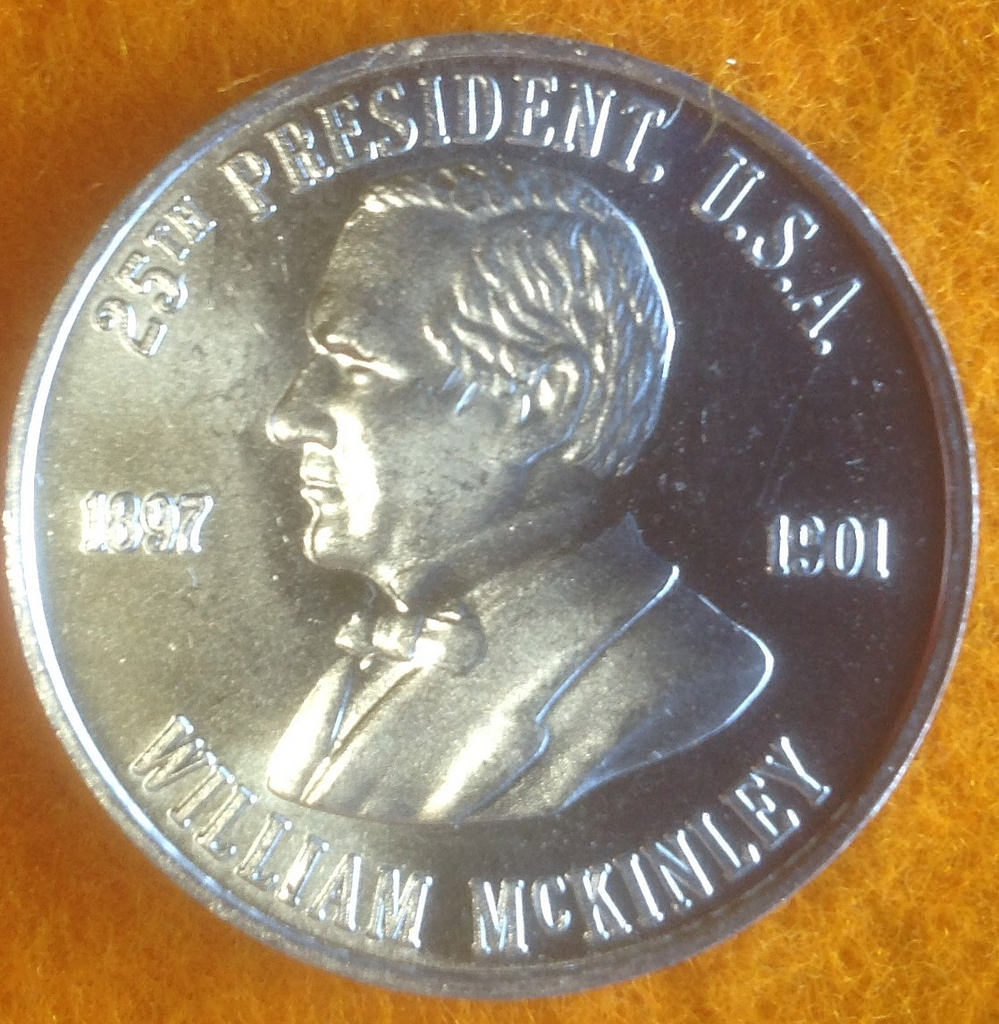 25TH PRESIDENT, U.S.A.
1897
1901
WILLIAM MCKINLEY